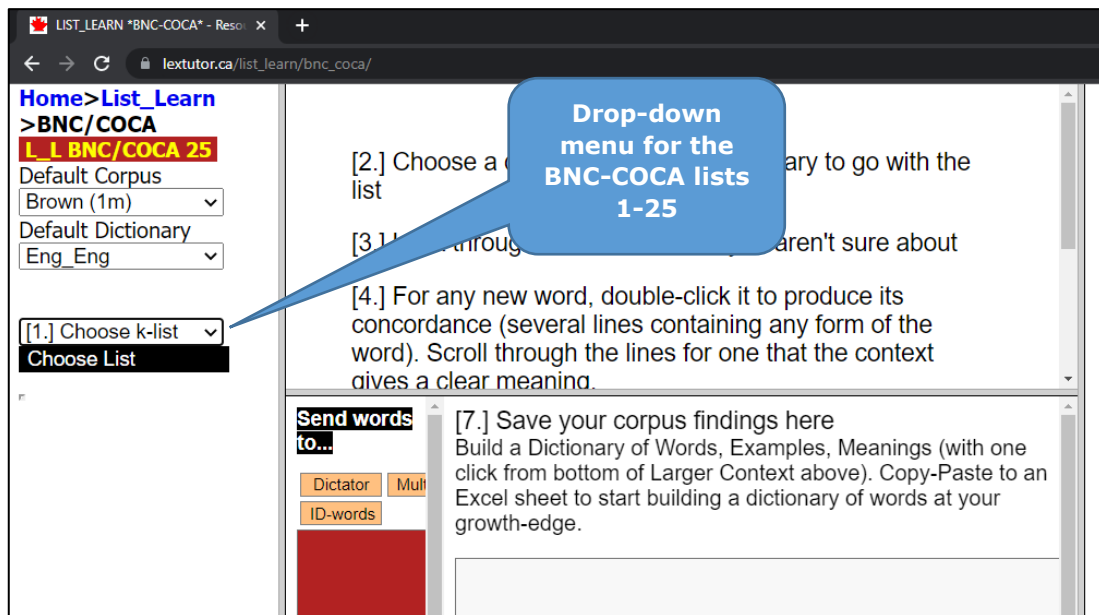 LIST_LEARN *BNC-COCA* - Reso
lextutor.ca/list_learn/bnc_coca/
Home>List_Learn
>BNC/COCA
L_L BNC/COCA 25
Default Corpus
Brown (1m)
Default Dictionary
Eng_Eng
[1.] Choose k-list
Choose List
Drop-down
menu for the
BNC-COCA lists
1-25
[2.] Choose a ary to go with the
list
[3.] throug aren't sure about
[4.] For any new word, double-click it to produce its
concordance (several lines containing any form of the
word). Scroll through the lines for one that the context
gives a clear meaning.
Send words
to...
Dictator Mult
ID-words
[7.] Save your corpus findings here
Build a Dictionary of Words, Examples, Meanings (with one
click from bottom of Larger Context above). Copy-Paste to an
Excel sheet to start building a dictionary of words at your
growth-edge.